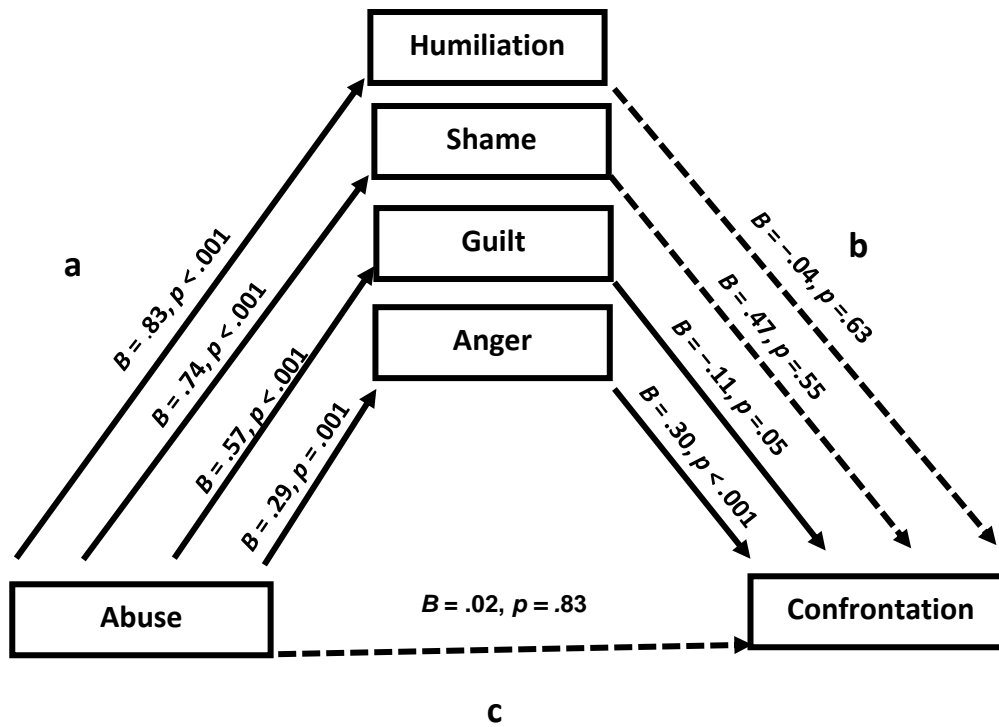 Humiliation
Shame
Guilt
Anger
a
b
B = .83, p < .001
B = .74, p < .001
B = .57, p < .001
B = .29, p = .001
B = -.04, p =.63
B = .47, p = .55
B = -.11, p =.05
B = .30, p < .001
Abuse
B = .02, p = .83
Confrontation
c